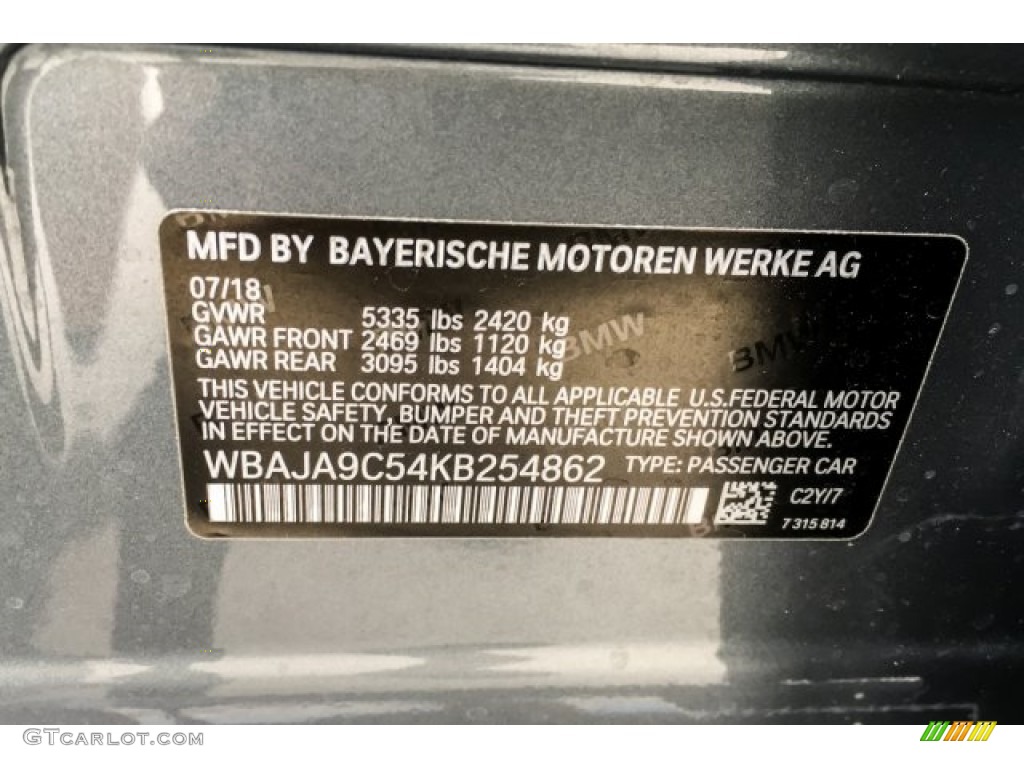 MFD BY BAYERISCHE MOTOREN WERKE AG
07/18
GVWR 5335 lbs 2420 kg
GAWR FRONT 2469 lbs 1120 kg
GAWR REAR 3095 lbs 1404 kg
THIS VEHICLE CONFORMS TO ALL APPLICABLE U.S.FEDERAL MOTOR
VEHICLE SAFETY, BUMPER AND THEFT PREVENTION STANDARDS
IN EFFECT ON THE DATE OF MANUFACTURE SHOWN ABOVE.
WBAJA9C54KB254862 TYPE: PASSENGER CAR
C2Y/7
7 315 814
BMW
BMW
GTCarLot.com